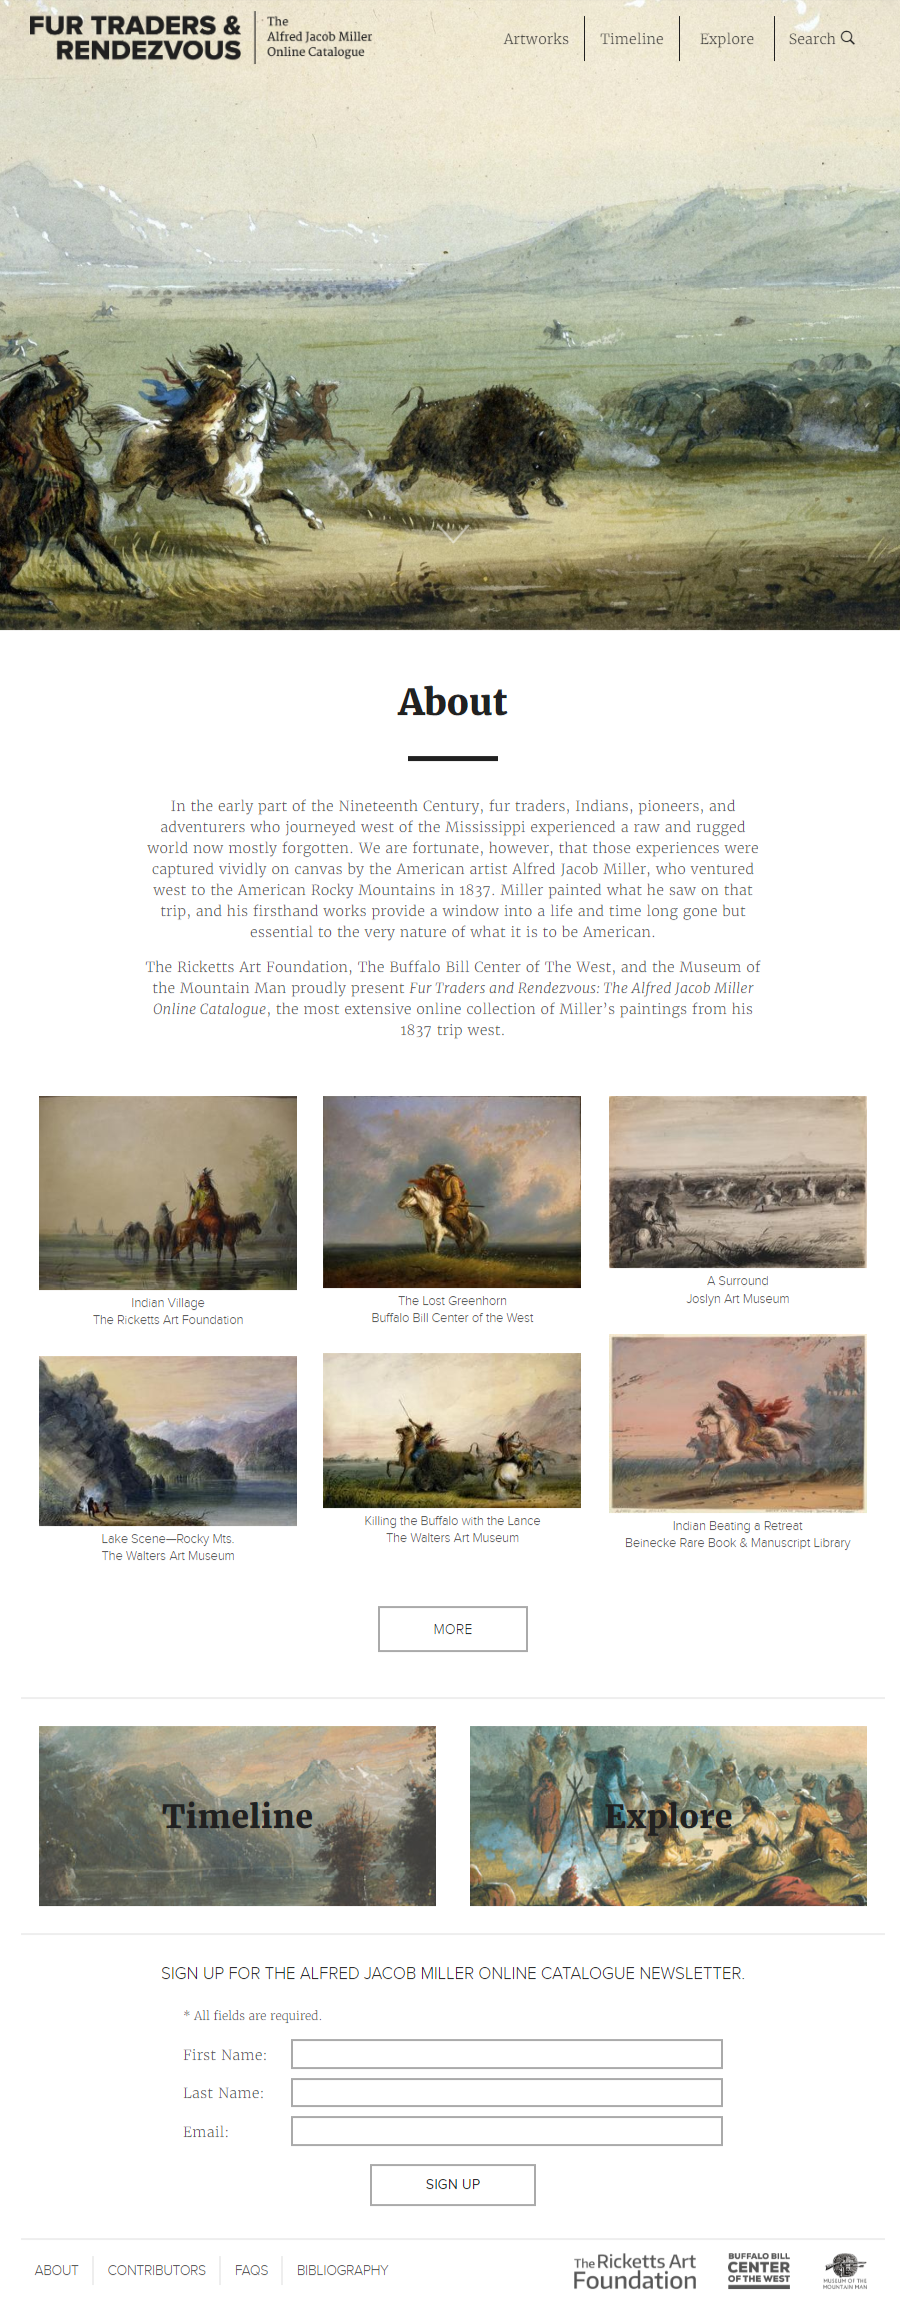 FUR TRADERS &
RENDEZVOUS
The
Alfred Jacob Miller
Online Catalogue
Artworks
Timeline
Explore
Search
About
In the early part of the Nineteenth Century, fur traders, Indians, pioneers, and
adventurers who journeyed west of the Mississippi experienced a raw and rugged
world now mostly forgotten. We are fortunate, however, that those experiences were
captured vividly on canvas by the American artist Alfred Jacob Miller, who ventured
west to the American Rocky Mountains in 1837. Miller painted what he saw on that
trip, and his firsthand works provide a window into a life and time long gone but
essential to the very nature of what it is to be American.
The Ricketts Art Foundation, The Buffalo Bill Center of The West, and the Museum of
the Mountain Man proudly present Fur Traders and Rendezvous: The Alfred Jacob Miller
Online Catalogue, the most extensive online collection of Miller’s paintings from his
1837 trip west.
Indian Village
The Ricketts Art Foundation
The Lost Greenhorn
Buffalo Bill Center of the West
A Surround
Joslyn Art Museum
Lake Scene—Rocky Mts.
The Walters Art Museum
Killing the Buffalo with the Lance
The Walters Art Museum
Indian Beating a Retreat
Beinecke Rare Book & Manuscript Library
MORE
Timeline
Explore
SIGN UP FOR THE ALFRED JACOB MILLER ONLINE CATALOGUE NEWSLETTER.
* All fields are required.
First Name:
Last Name:
Email:
SIGN UP
ABOUT
CONTRIBUTORS
FAQS
BIBLIOGRAPHY
The Ricketts Art
Foundation
BUFFALO BILL
CENTER
OF THE WEST
MUSEUM OF THE
MOUNTAIN MAN